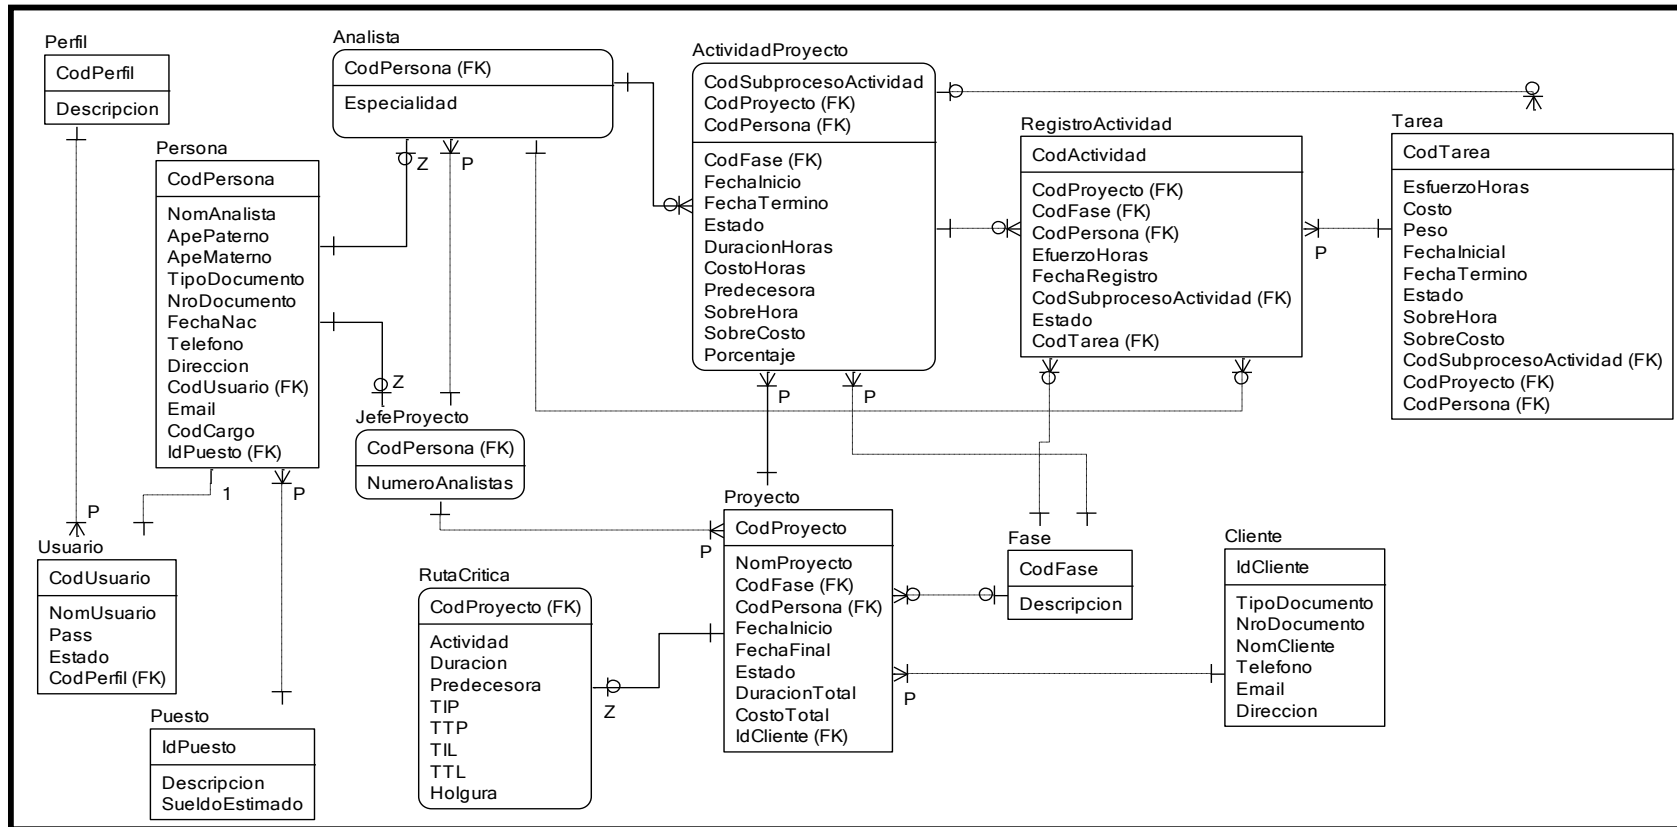 Perfil
CodPerfil
Descripcion
Analista
CodPersona (FK)
Especialidad
Z
P
ActividadProyecto
CodSubprocesoActividad
CodProyecto (FK)
CodPersona (FK)
CodFase (FK)
FechaInicio
FechaTermino
Estado
DuracionHoras
CostoHoras
Predecesora
SobreHora
SobreCosto
Porcentaje
P
P
RegistroActividad
CodActividad
CodProyecto (FK)
CodFase (FK)
CodPersona (FK)
EfuerzoHoras
FechaRegistro
CodSubprocesoActividad (FK)
Estado
CodTarea (FK)
P
Tarea
CodTarea
EsfuerzoHoras
Costo
Peso
FechaInicial
FechaTermino
Estado
SobreHora
SobreCosto
CodSubprocesoActividad (FK)
CodProyecto (FK)
CodPersona (FK)
Persona
CodPersona
NomAnalista
ApePaterno
ApeMaterno
TipoDocumento
NroDocumento
FechaNac
Telefono
Direccion
CodUsuario (FK)
Email
CodCargo
IdPuesto (FK)
1
P
Z
JefeProyecto
CodPersona (FK)
NumeroAnalistas
P
P
Usuario
CodUsuario
NomUsuario
Pass
Estado
CodPerfil (FK)
Puesto
IdPuesto
Descripcion
SueldoEstimado
RutaCritica
CodProyecto (FK)
Actividad
Duracion
Predecesora
TIP
TTP
TIL
TTL
Holgura
Z
Proyecto
CodProyecto
NomProyecto
CodFase (FK)
CodPersona (FK)
FechaInicio
FechaFinal
Estado
DuracionTotal
CostoTotal
IdCliente (FK)
P
Fase
CodFase
Descripcion
Cliente
IdCliente
TipoDocumento
NroDocumento
NomCliente
Telefono
Email
Direccion